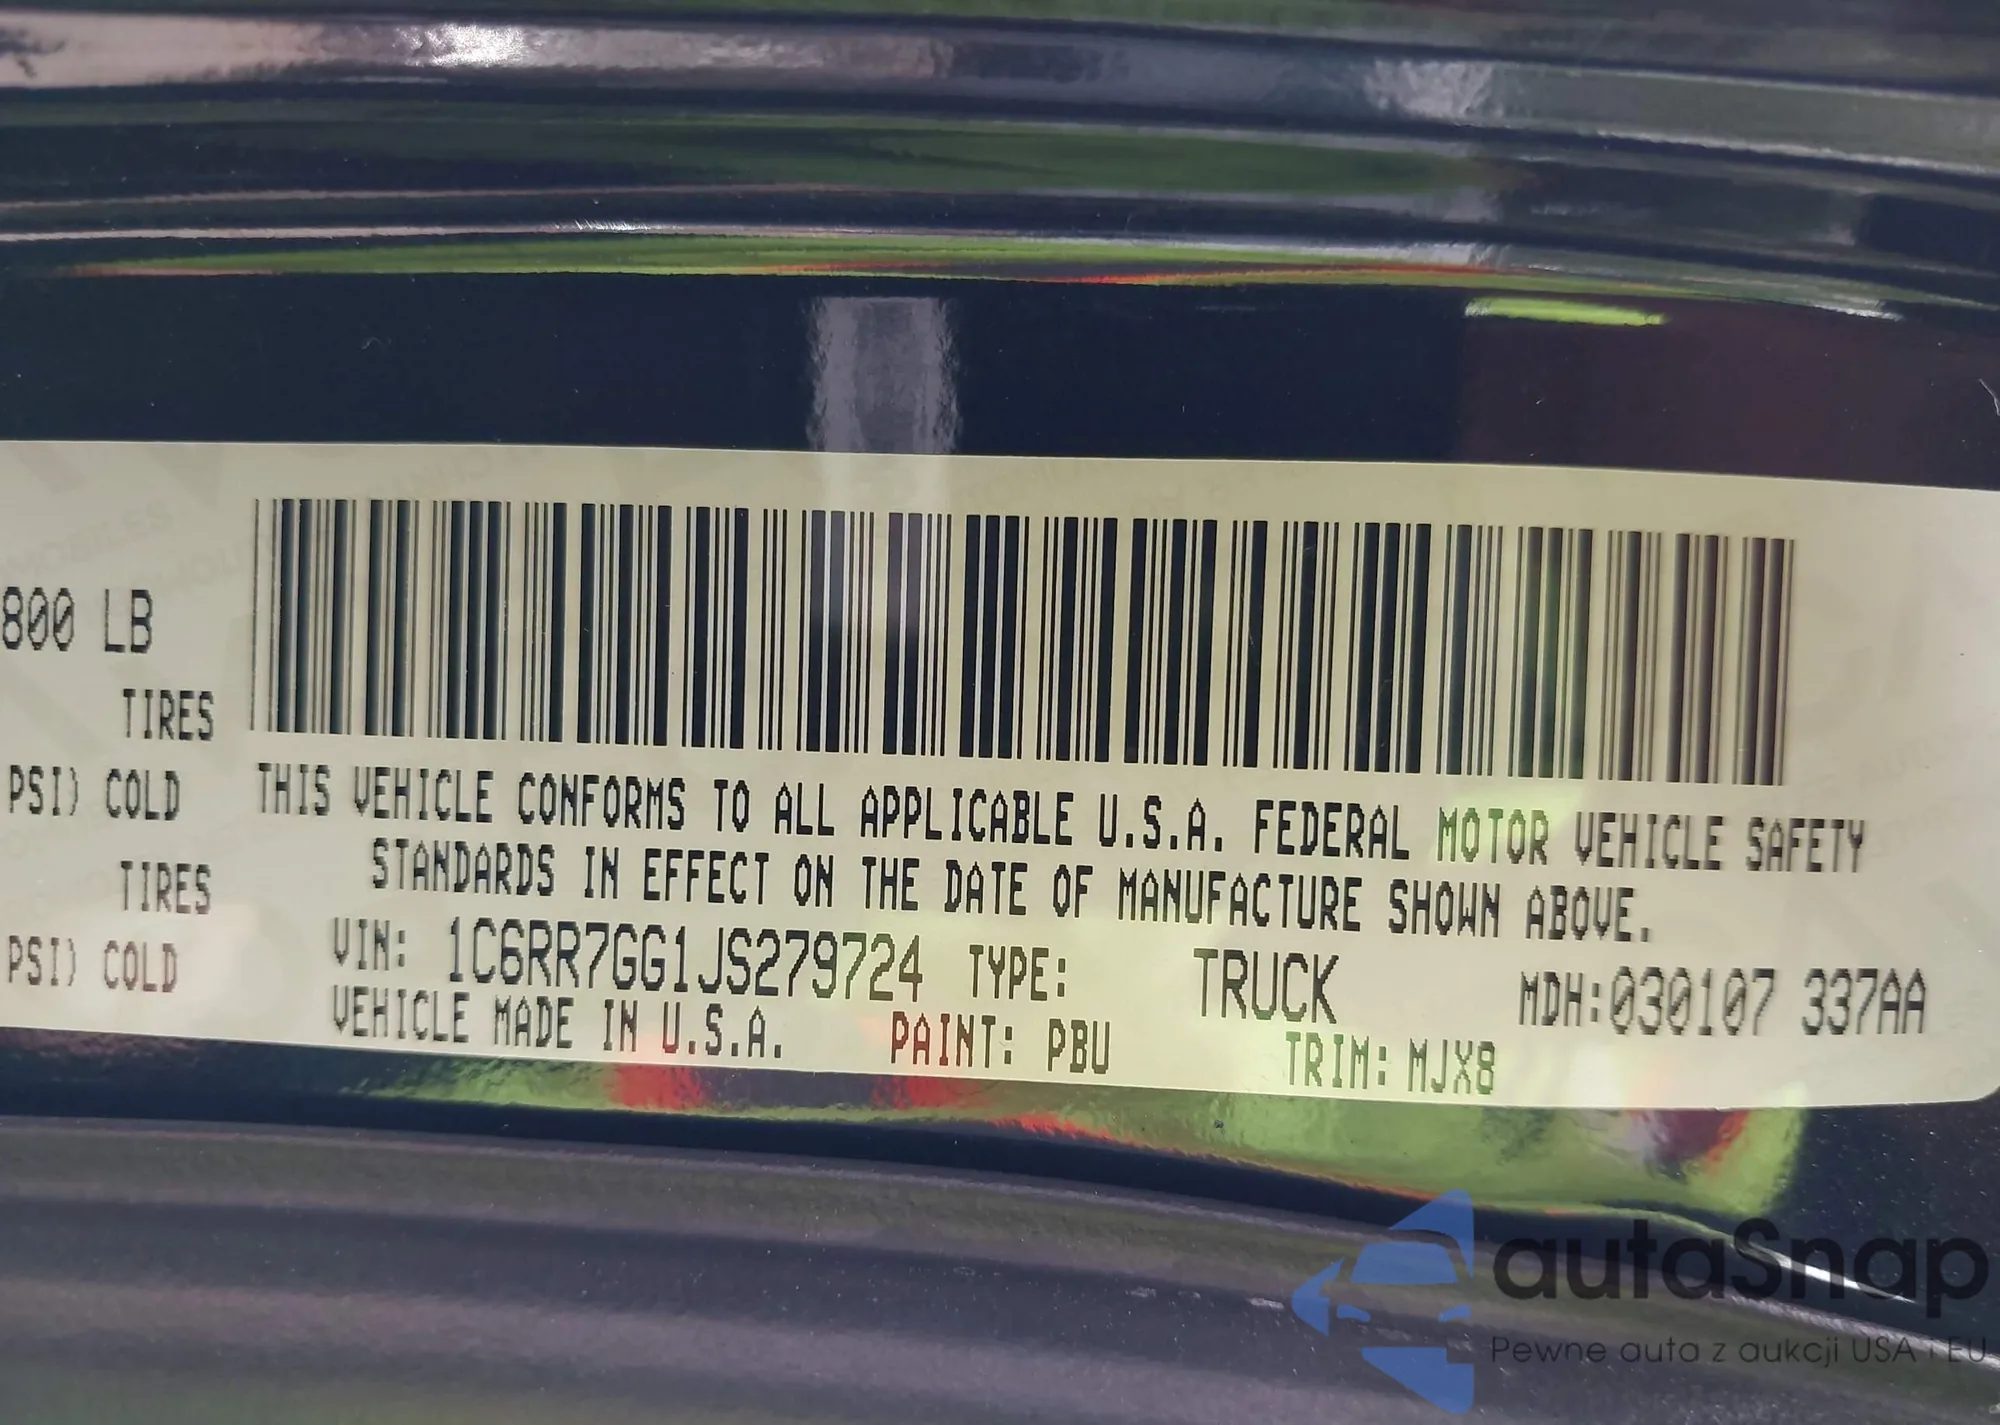 800 LB
TIRES
PSI) COLD
TIRES
PSI) COLD
THIS VEHICLE CONFORMS TO ALL APPLICABLE U.S.A. FEDERAL MOTOR VEHICLE SAFETY
STANDARDS IN EFFECT ON THE DATE OF MANUFACTURE SHOWN ABOVE.
VIN: 1C6RR7GG1JS279724 TYPE: TRUCK MDH:030107 337AA
VEHICLE MADE IN U.S.A. PAINT: PBU TRIM: MJX8
autaSnap
Pewne auta z aukcji USA i EU